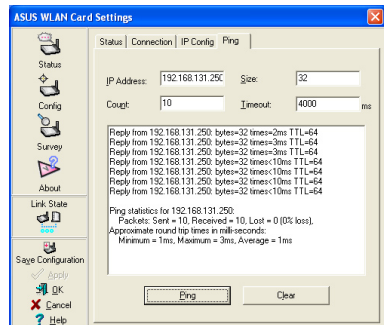 ASUS WLAN Card Settings
Status
Config
Survey
About
Link State
Save Configuration
Apply
OK
Cancel
Help
Status Connection IP Config Ping
IP Address: 192.168.131.250 Size: 32
Count: 10 Timeout: 4000 ms
Reply from 192.168.131.250: bytes=32 times=2ms TTL=64
Reply from 192.168.131.250: bytes=32 times=3ms TTL=64
Reply from 192.168.131.250: bytes=32 times=3ms TTL=64
Reply from 192.168.131.250: bytes=32 times<10ms TTL=64
Reply from 192.168.131.250: bytes=32 times<10ms TTL=64
Reply from 192.168.131.250: bytes=32 times<10ms TTL=64
Reply from 192.168.131.250: bytes=32 times<10ms TTL=64
Ping statistics for 192.168.131.250:
Packets: Sent = 10, Received = 10, Lost = 0 (0% loss),
Approximate round trip times in milli-seconds:
Minimum = 1ms, Maximum = 3ms, Average = 1ms
Ping Clear